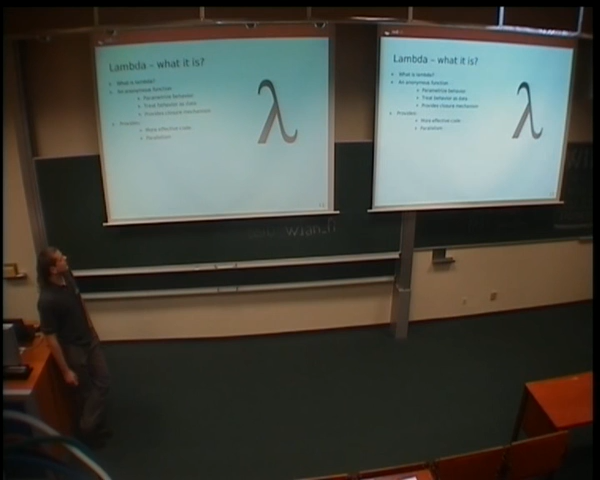 Lambda – what it is?
What is lambda?
An anonymous function
Parametrize behavior
Treat behavior as data
Provides closure mechanism
Provides:
More effective code
Parallelism
λ
Lambda – what it is?
What is lambda?
An anonymous function
Parametrize behavior
Treat behavior as data
Provides closure mechanism
Provides:
More effective code
Parallelism
λ